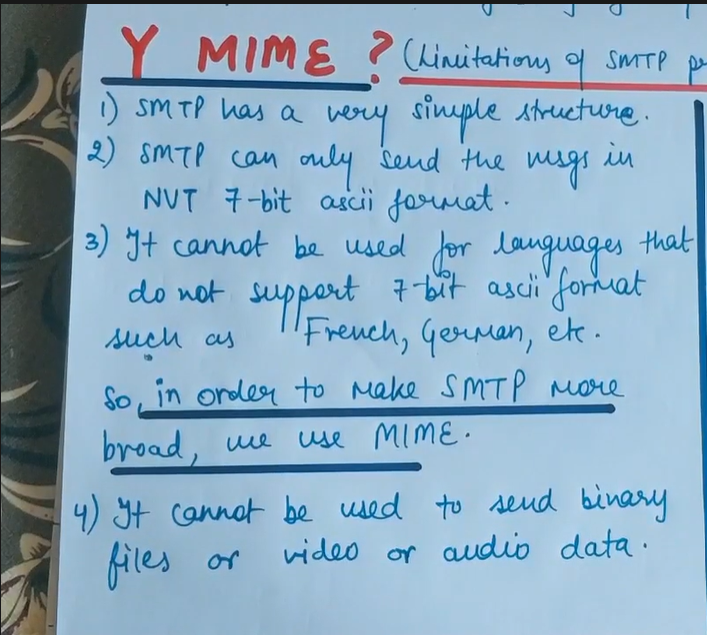 Y MIME? (Limitations of SMTP
1) SMTP has a very simple structure.
2) SMTP can only send the msgs in
NVT 7-bit ascii format.
3) It cannot be used for languages that
do not support 7-bit ascii format
such as French, German, etc.
So, in order to make SMTP more
broad, we use MIME.
4) It cannot be used to send binary
files or video or audio data.